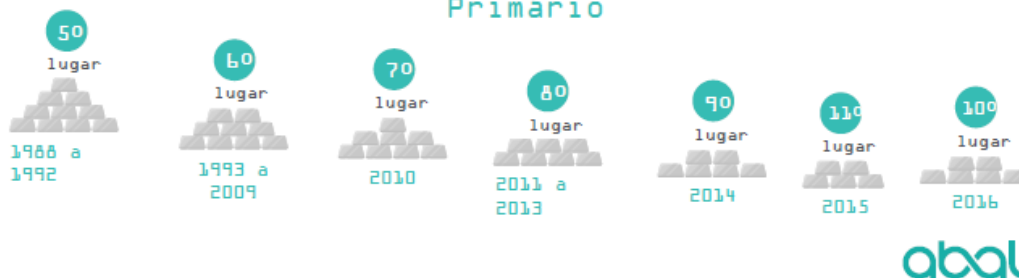 Primário
5º
lugar
1988 a
1992
6º
lugar
1993 a
2009
7º
lugar
2010
8º
lugar
2011 a
2013
9º
lugar
2014
11º
lugar
2015
10º
lugar
2016
abal